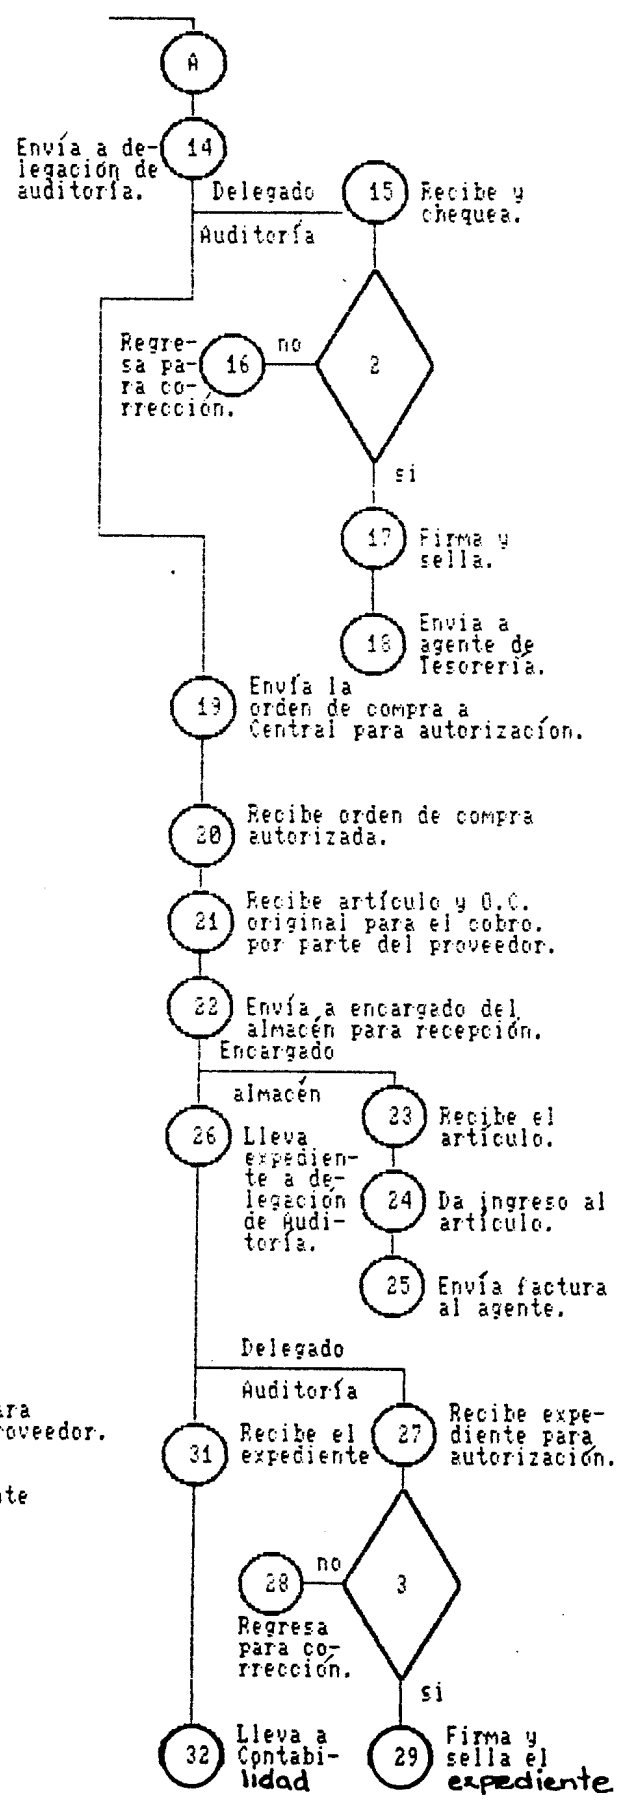 A
14
Envía a de-
legación de
auditoría.
Delegado
Auditoría
15
Recibe y
chequea.
2
no
16
Regre-
sa pa-
ra co-
rrección.
si
17
Firma y
sella.
18
Envia a
agente de
Tesorería.
19
Envía la
orden de compra a
Central para autorizacíon.
20
Recibe orden de compra
autorizada.
21
Recibe artículo y O.C.
original para el cobro.
por parte del proveedor.
22
Envía a encargado del
almacén para recepción.
Encargado
almacén
23
Recibe el
artículo.
24
Da ingreso al
artículo.
25
Envía factura
al agente.
26
Lleva
expedien-
te a de-
legación
de Audi-
toría.
Delegado
Auditoría
27
Recibe expe-
diente para
autorización.
ara
roveedor.
te
31
Recibe el
expediente
3
no
28
Regresa
para co-
rrección.
si
32
Lleva a
Contabi-
lidad
29
Firma y
sella el
expediente